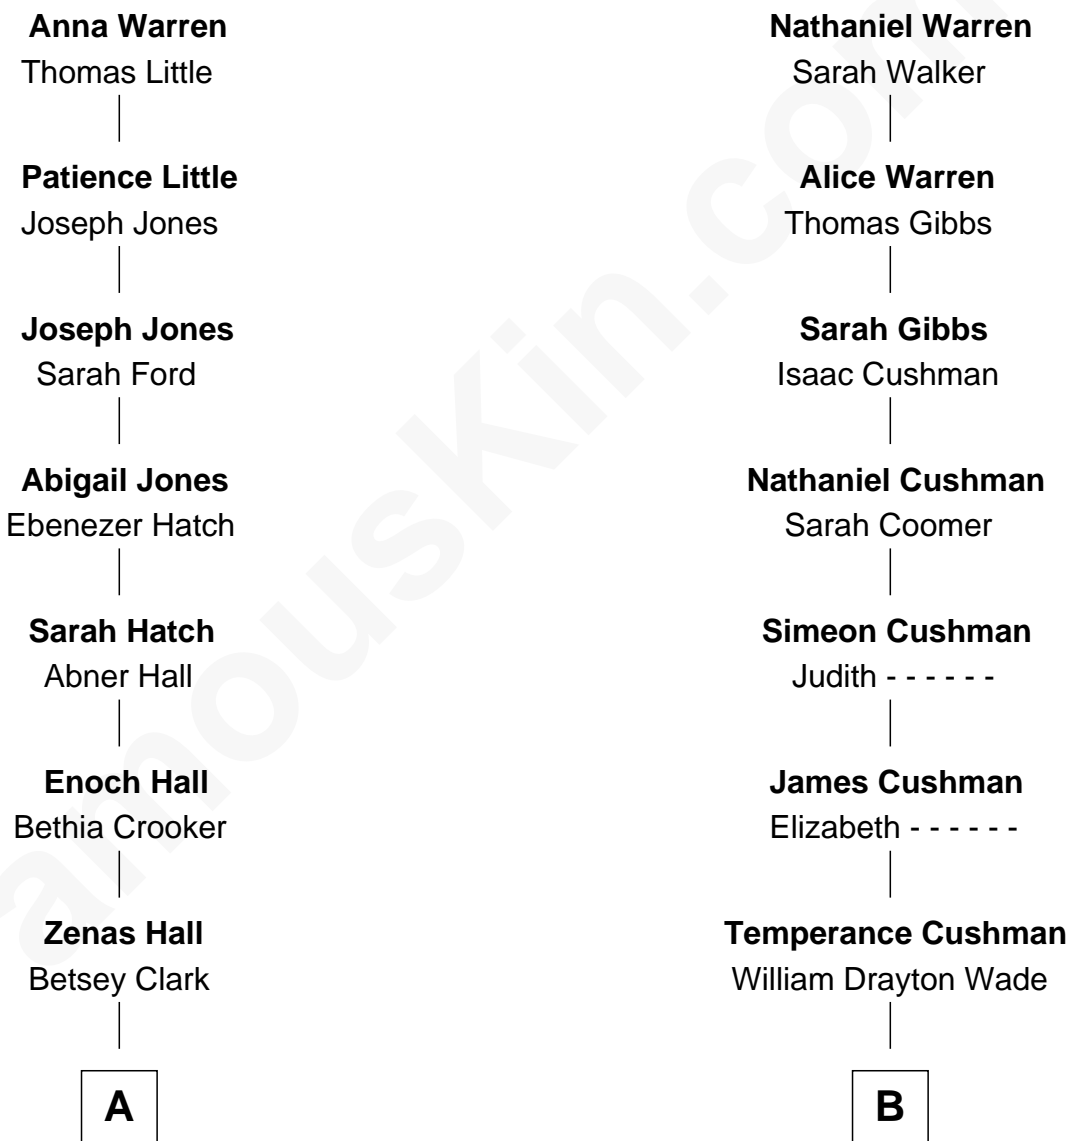 Anna Warren
Thomas Little
Patience Little
Joseph Jones
Joseph Jones
Sarah Ford
Abigail Jones
Ebenezer Hatch
Sarah Hatch
Abner Hall
Enoch Hall
Bethia Crooker
Zenas Hall
Betsey Clark
A
Nathaniel Warren
Sarah Walker
Alice Warren
Thomas Gibbs
Sarah Gibbs
Isaac Cushman
Nathaniel Cushman
Sarah Coomer
Simeon Cushman
Judith - - - - - -
James Cushman
Elizabeth - - - - - -
Temperance Cushman
William Drayton Wade
B
amouskin.com